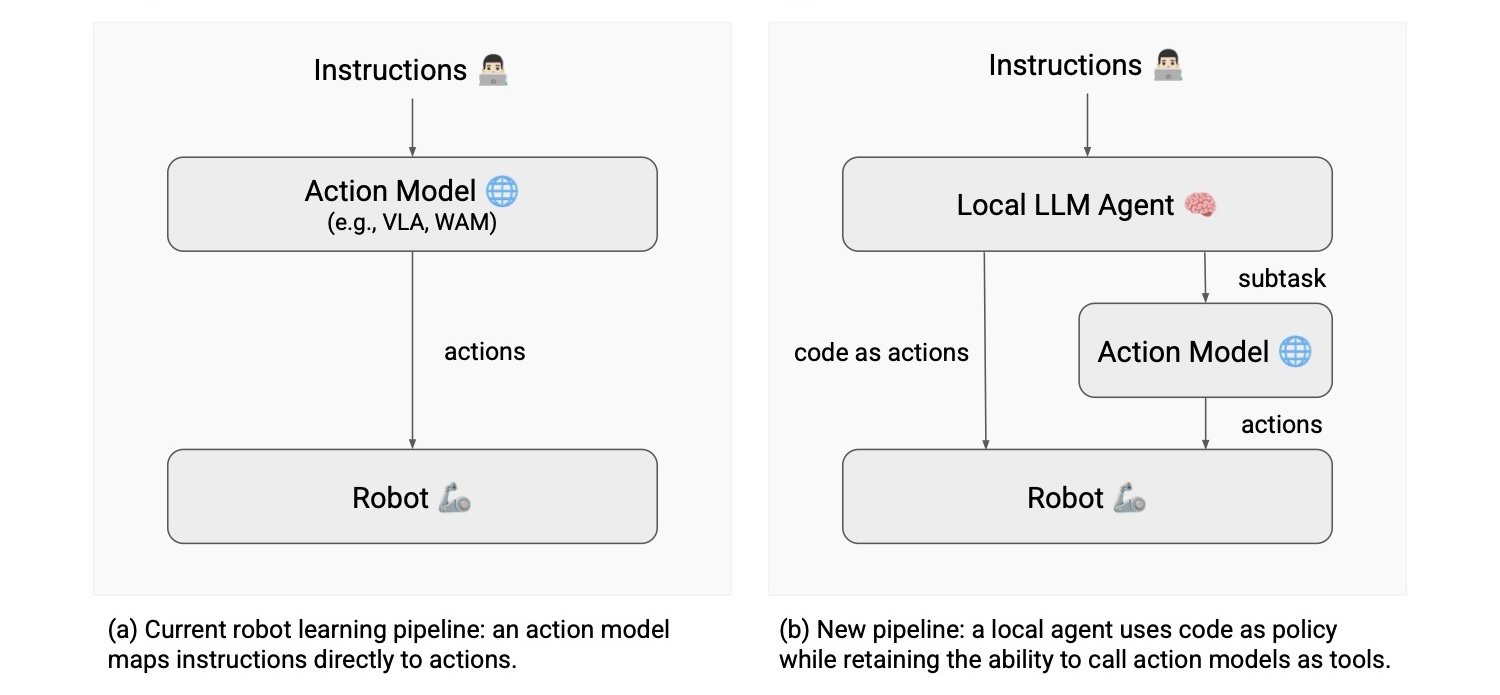 Instructions
Action Model
(e.g., VLA, WAM)
actions
Robot
(a) Current robot learning pipeline: an action model
maps instructions directly to actions.
Instructions
Local LLM Agent
subtask
code as actions
Action Model
actions
Robot
(b) New pipeline: a local agent uses code as policy
while retaining the ability to call action models as tools.